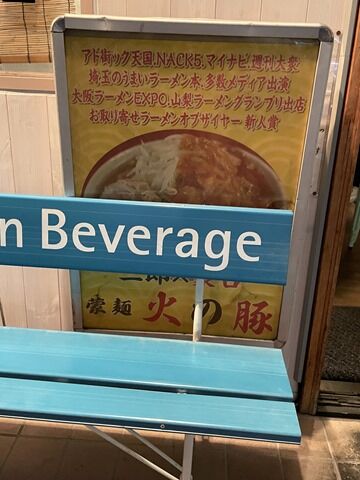 アド街ック天国.NACK5.マイナビ.週刊大衆
埼玉のうまいラーメン本.多数メディア出演
大阪ラーメンEXPO.山梨ラーメングランプリ出店
お取り寄せラーメンオブザイヤー 新人賞
n Beverage
蒙麺 火の豚